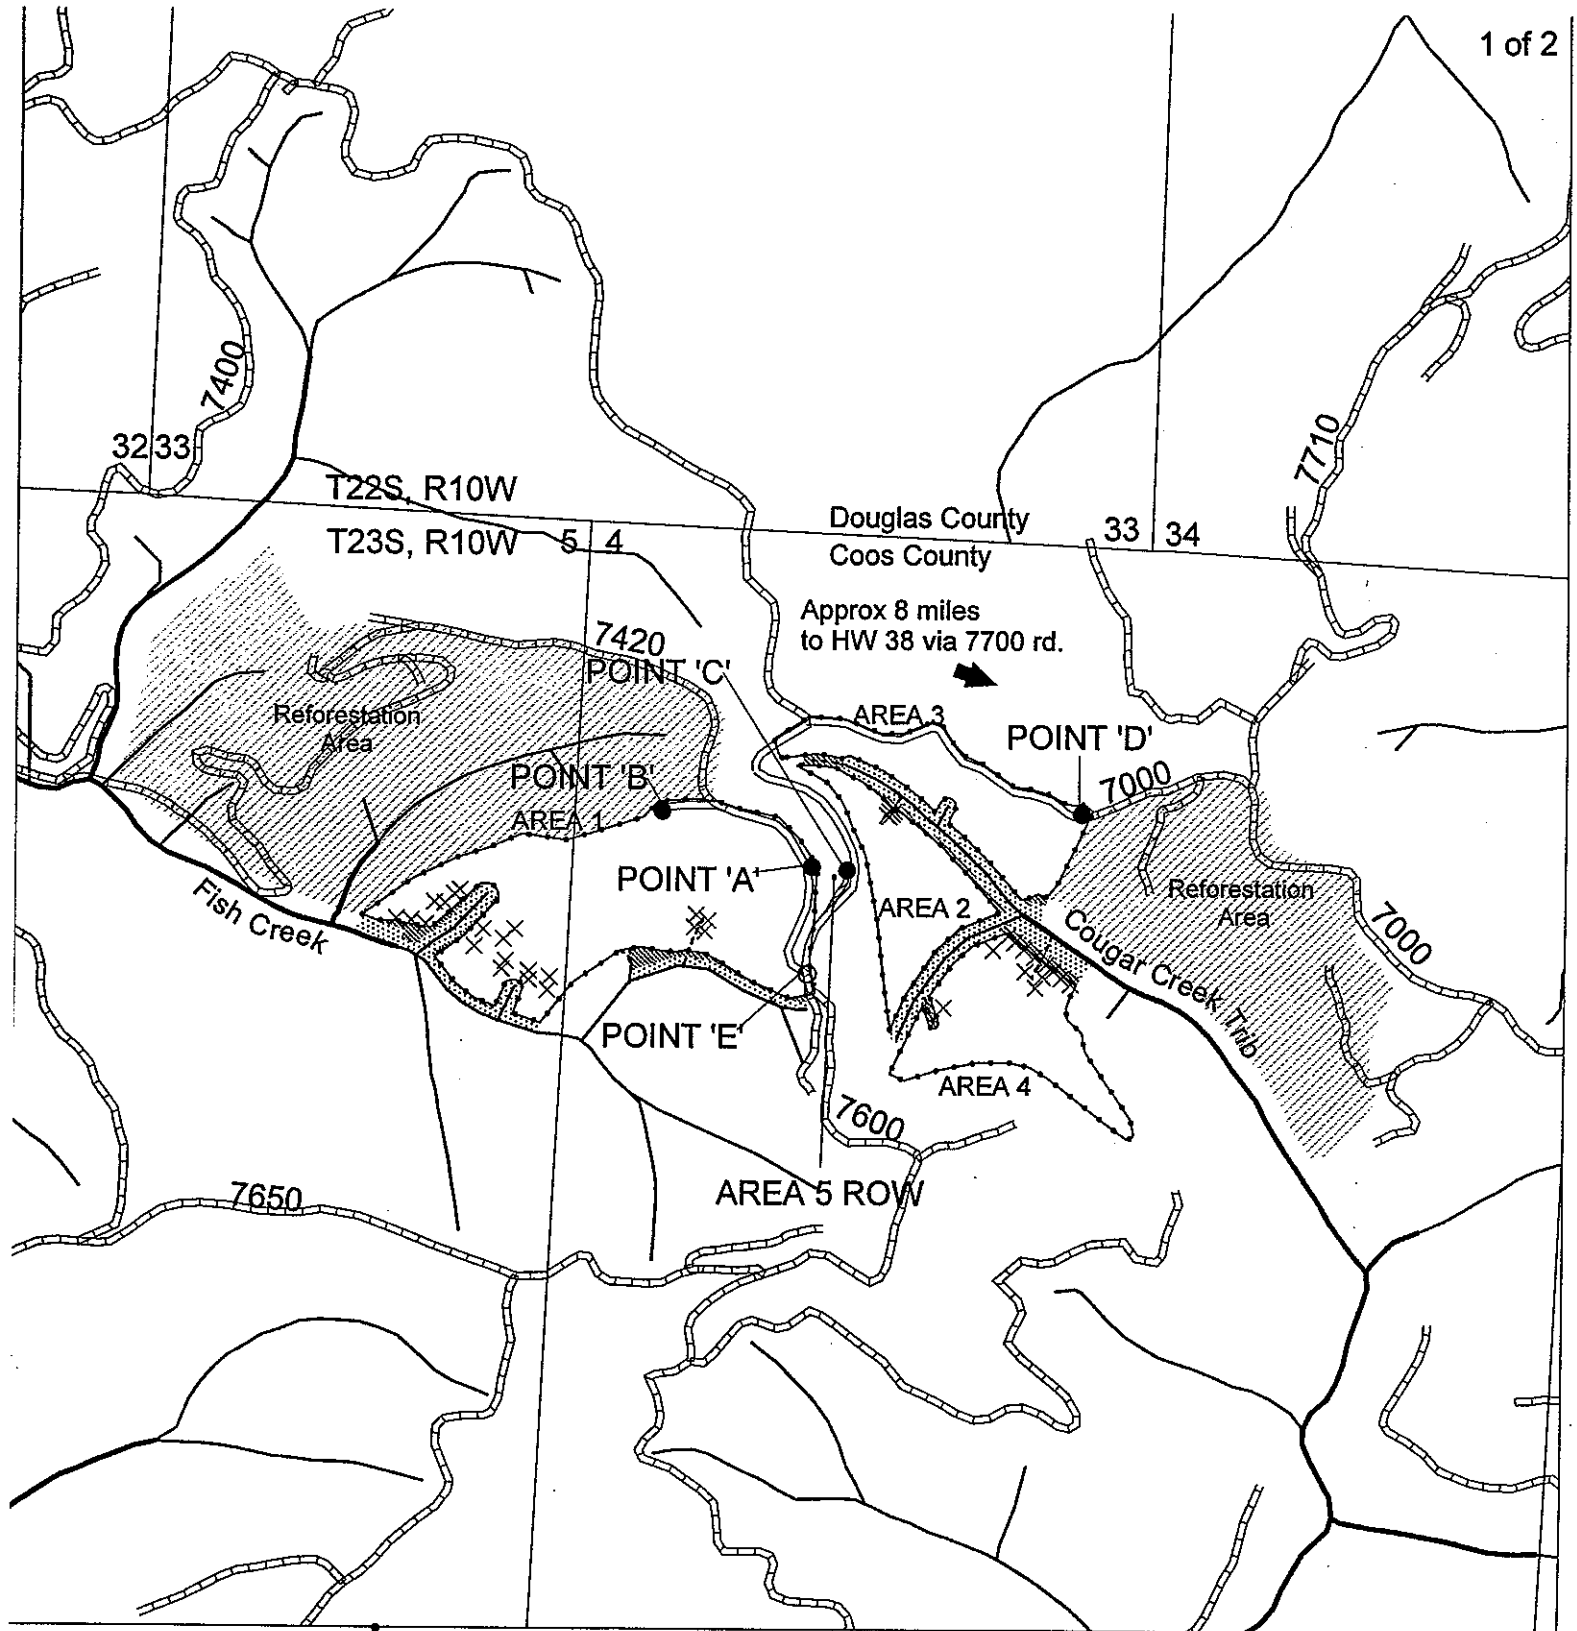 1 of 2
7400
7710
32 33
T22S, R10W
T23S, R10W
5 4
Douglas County
Coos County
33 34
Approx 8 miles
to HW 38 via 7700 rd.
7420
POINT 'C'
Reforestation
Area
AREA 3
POINT 'D'
7000
POINT 'B'
AREA 1
POINT 'A'
AREA 2
Reforestation
Area
7000
Fish Creek
Cougar Creek Trib
POINT 'E'
AREA 4
7600
AREA 5 ROW
7650